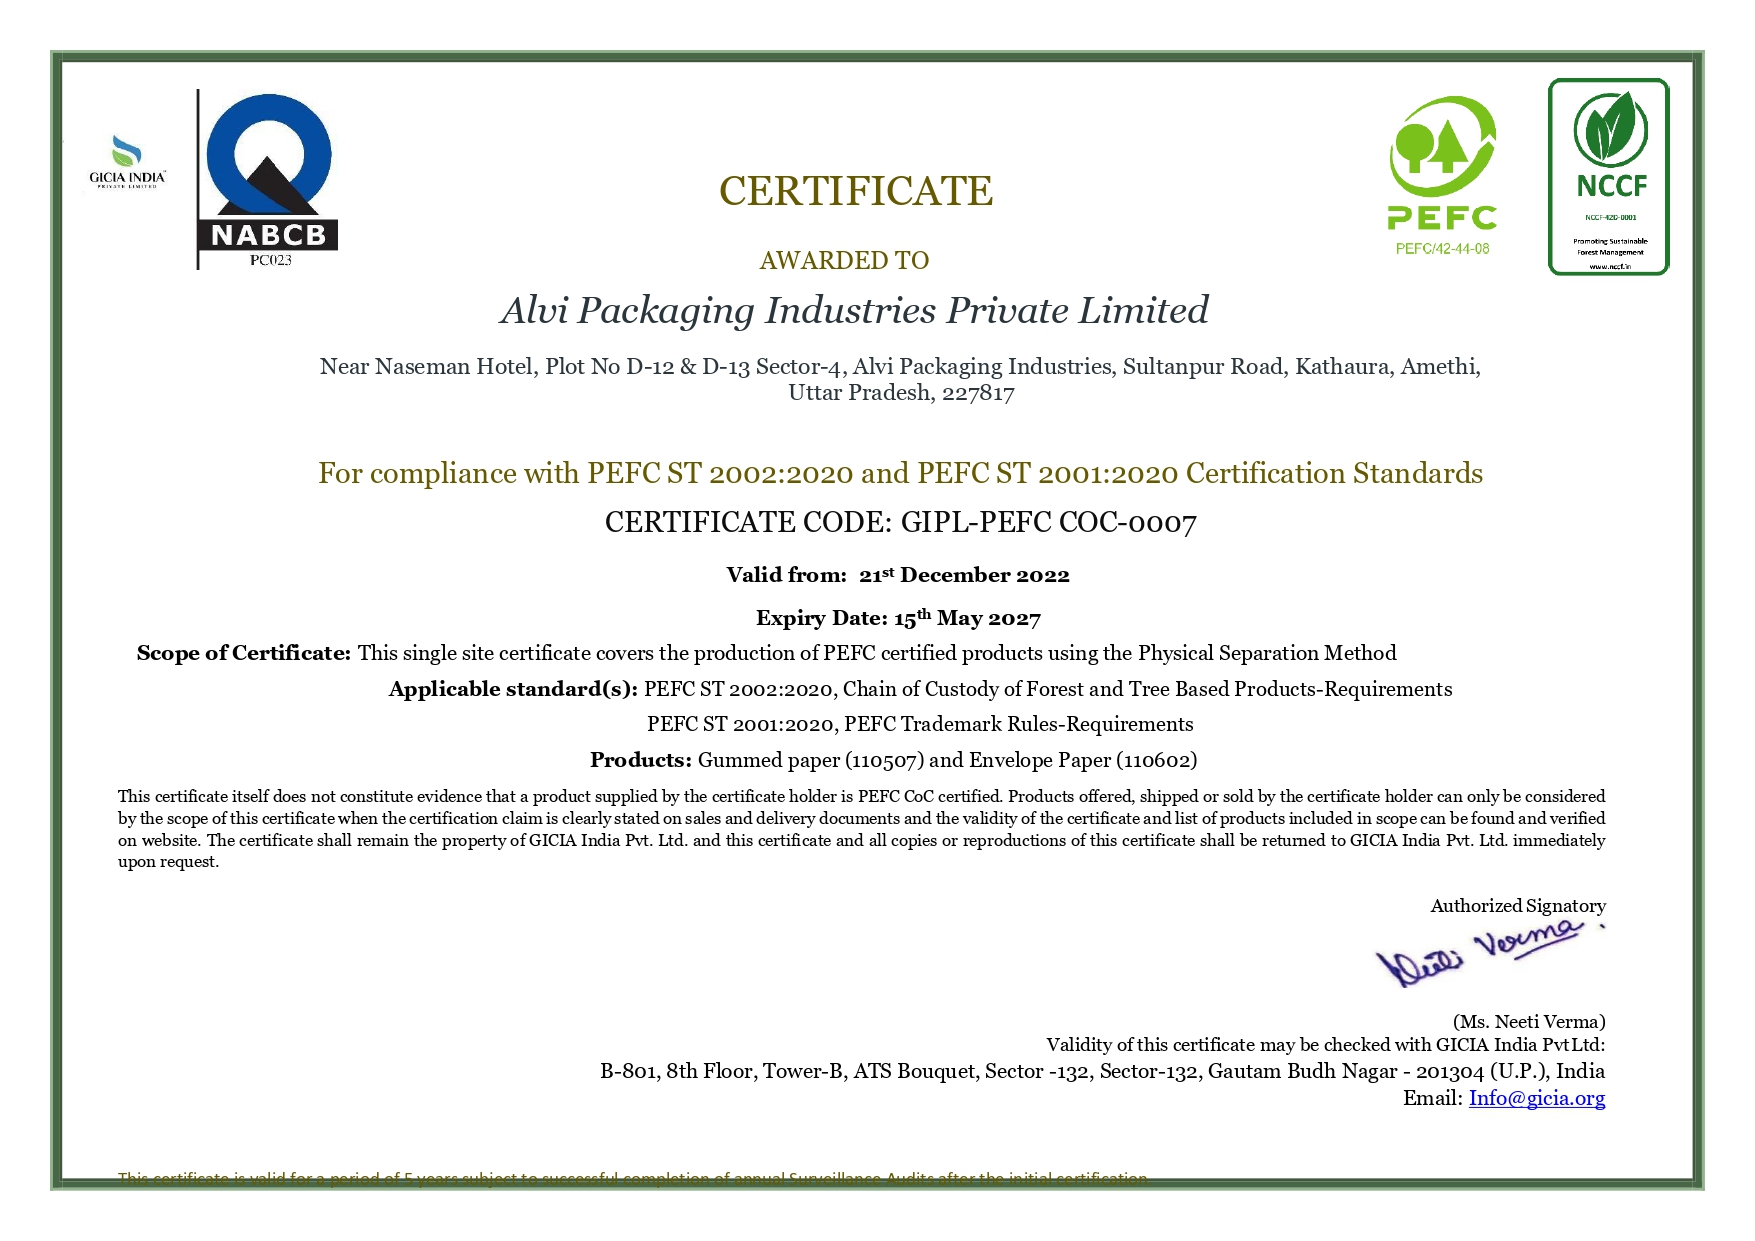 GICIA INDIA
PRIVATE LIMITED
NABCB
PC023
PEFC
PEFC/42-44-08
NCCF
NCCF-42C-0001
Promoting Sustainable
Forest Management
www.nccf.in
CERTIFICATE
AWARDED TO
Alvi Packaging Industries Private Limited
Near Naseman Hotel, Plot No D-12 & D-13 Sector-4, Alvi Packaging Industries, Sultanpur Road, Kathaura, Amethi,
Uttar Pradesh, 227817
For compliance with PEFC ST 2002:2020 and PEFC ST 2001:2020 Certification Standards
CERTIFICATE CODE: GIPL-PEFC COC-0007
Valid from: 21st December 2022
Expiry Date: 15th May 2027
Scope of Certificate: This single site certificate covers the production of PEFC certified products using the Physical Separation Method
Applicable standard(s): PEFC ST 2002:2020, Chain of Custody of Forest and Tree Based Products-Requirements
PEFC ST 2001:2020, PEFC Trademark Rules-Requirements
Products: Gummed paper (110507) and Envelope Paper (110602)
This certificate itself does not constitute evidence that a product supplied by the certificate holder is PEFC CoC certified. Products offered, shipped or sold by the certificate holder can only be considered
by the scope of this certificate when the certification claim is clearly stated on sales and delivery documents and the validity of the certificate and list of products included in scope can be found and verified
on website. The certificate shall remain the property of GICIA India Pvt. Ltd. and this certificate and all copies or reproductions of this certificate shall be returned to GICIA India Pvt. Ltd. immediately
upon request.
Authorized Signatory
Neeti Verma
(Ms. Neeti Verma)
Validity of this certificate may be checked with GICIA India Pvt Ltd:
B-801, 8th Floor, Tower-B, ATS Bouquet, Sector -132, Sector-132, Gautam Budh Nagar - 201304 (U.P.), India
Email: Info@gicia.org
This certificate is valid for a period of 5 years subject to successful completion of annual Surveillance Audits after the initial certification